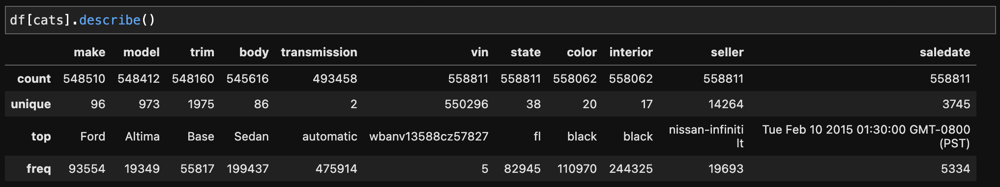 df[cats].describe()
make model trim body transmission vin state color interior seller saledate
count 548510 548412 548160 545616 493458 558811 558811 558062 558062 558811 558811
unique 96 973 1975 86 2 550296 38 20 17 14264 3745
top Ford Altima Base Sedan automatic wbanv13588cz57827 fl black black nissan-infiniti lt Tue Feb 10 2015 01:30:00 GMT-0800 (PST)
freq 93554 19349 55817 199437 475914 5 82945 110970 244325 19693 5334